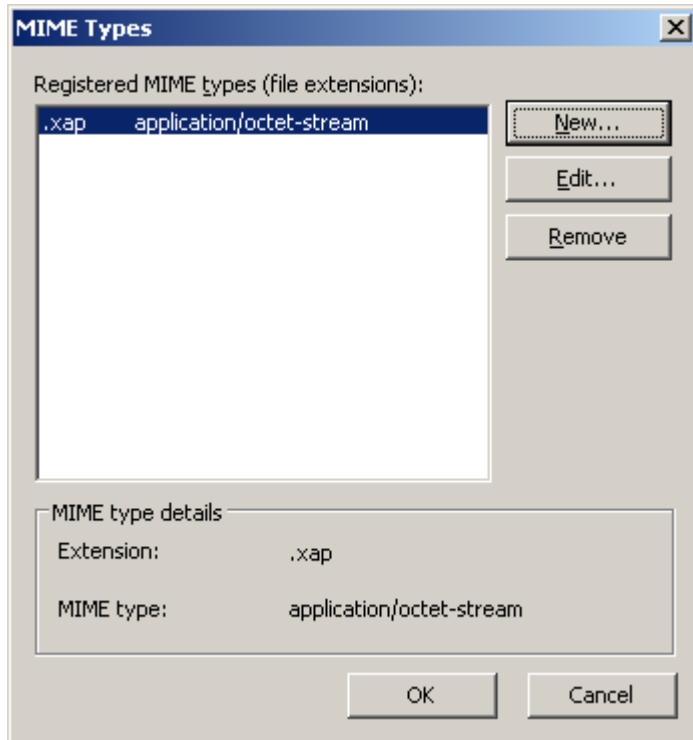 MIME Types
Registered MIME types (file extensions):
.xap application/octet-stream
New...
Edit...
Remove
MIME type details
Extension: .xap
MIME type: application/octet-stream
OK Cancel